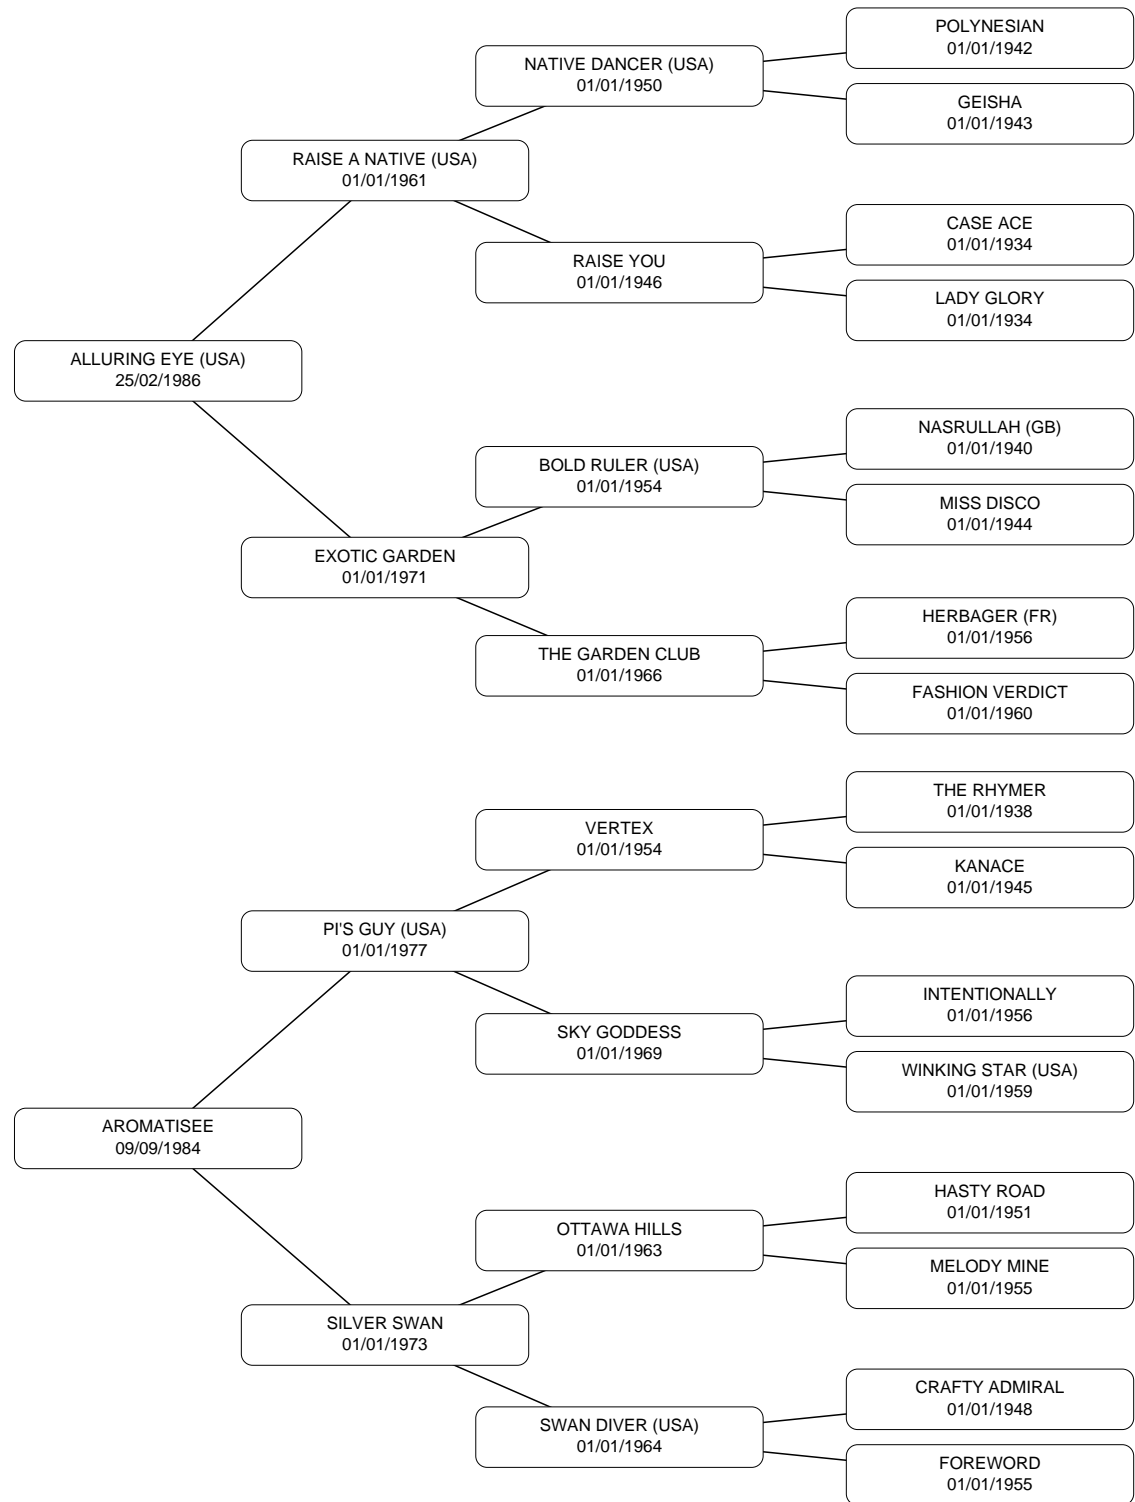 POLYNESIAN
01/01/1942
NATIVE DANCER (USA)
01/01/1950
GEISHA
01/01/1943
RAISE A NATIVE (USA)
01/01/1961
CASE ACE
01/01/1934
RAISE YOU
01/01/1946
LADY GLORY
01/01/1934
ALLURING EYE (USA)
25/02/1986
NASRULLAH (GB)
01/01/1940
BOLD RULER (USA)
01/01/1954
MISS DISCO
01/01/1944
EXOTIC GARDEN
01/01/1971
HERBAGER (FR)
01/01/1956
THE GARDEN CLUB
01/01/1966
FASHION VERDICT
01/01/1960
THE RHYMER
01/01/1938
VERTEX
01/01/1954
KANACE
01/01/1945
PI'S GUY (USA)
01/01/1977
INTENTIONALLY
01/01/1956
SKY GODDESS
01/01/1969
WINKING STAR (USA)
01/01/1959
AROMATISEE
09/09/1984
HASTY ROAD
01/01/1951
OTTAWA HILLS
01/01/1963
MELODY MINE
01/01/1955
SILVER SWAN
01/01/1973
CRAFTY ADMIRAL
01/01/1948
SWAN DIVER (USA)
01/01/1964
FOREWORD
01/01/1955